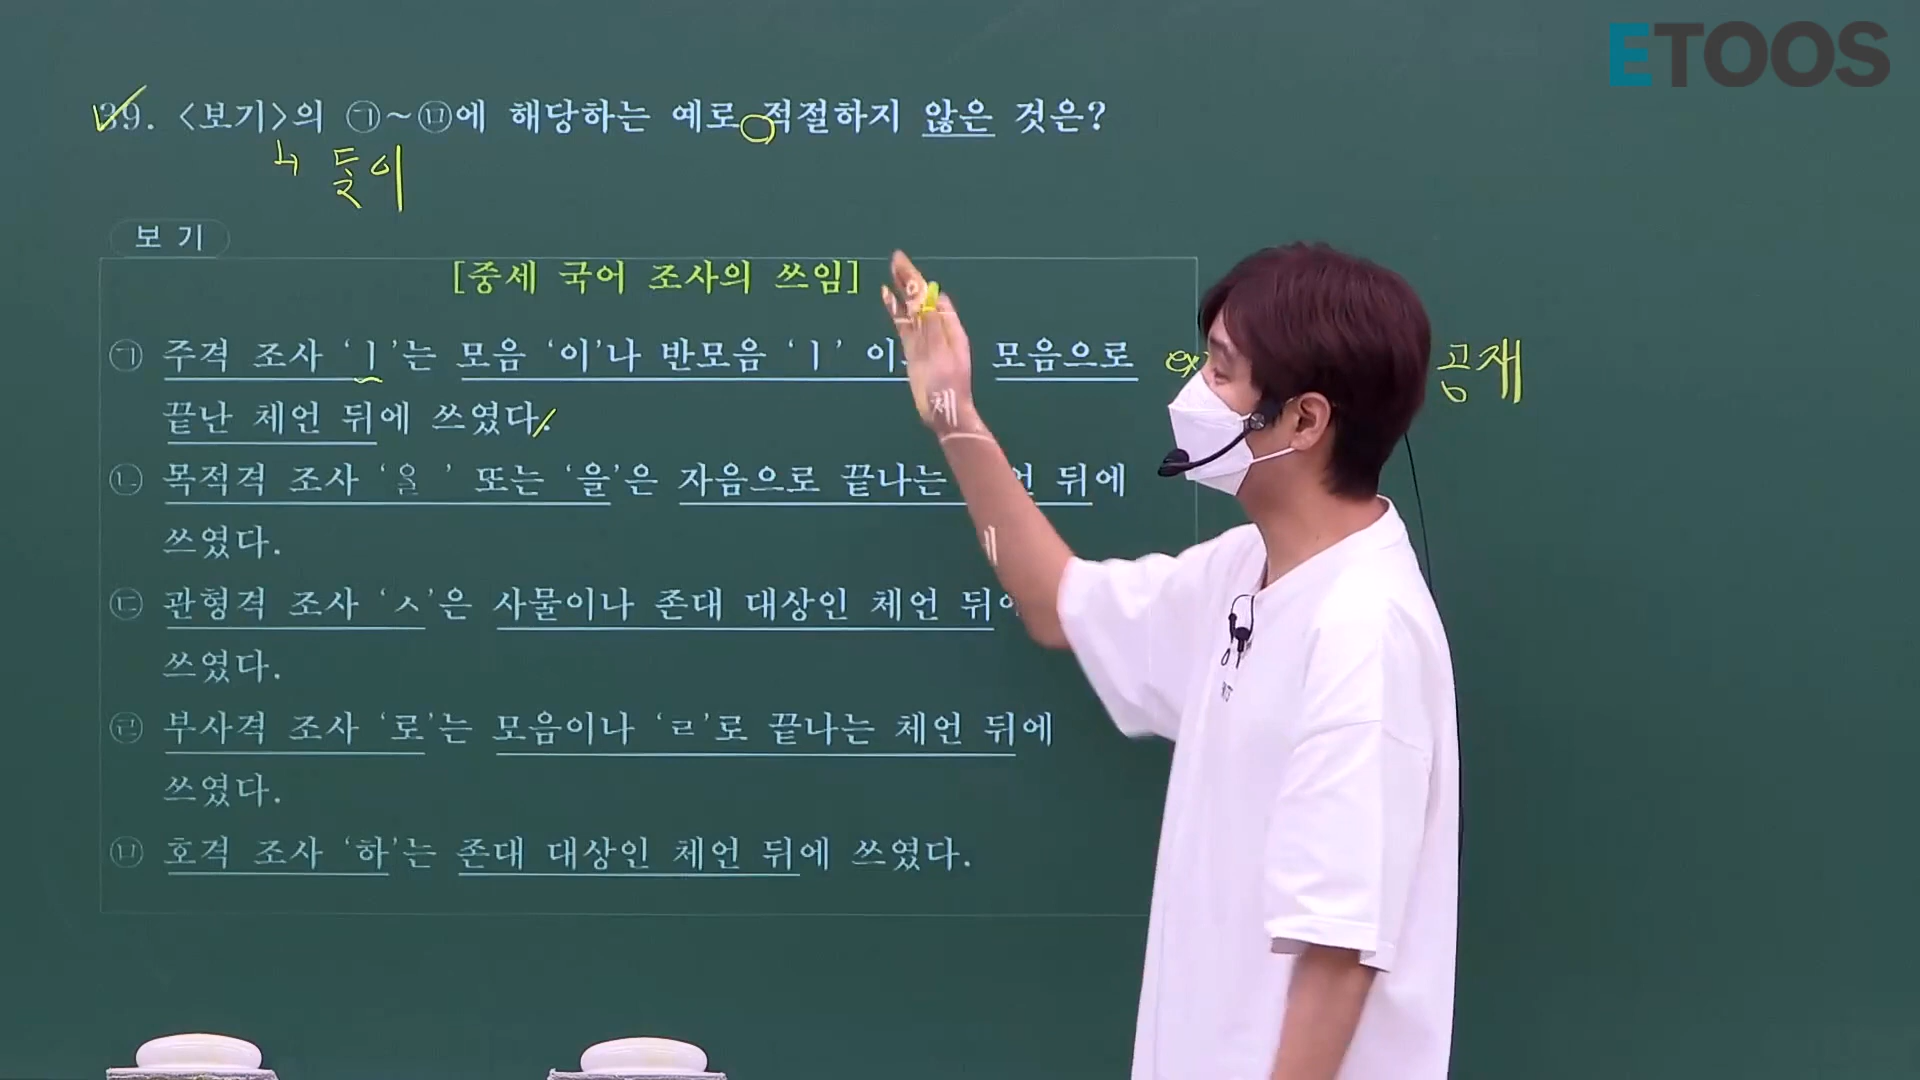 ETOOS
39. <보기>의 ㉠~㉤에 해당하는 예로 적절하지 않은 것은?
↳ 둘이
보기
[중세 국어 조사의 쓰임]
㉠ 주격 조사 ‘ㅣ’는 모음 ‘이’나 반모음 ‘ㅣ’ 모음으로 ex) 공재
끝난 체언 뒤에 쓰였다.
㉡ 목적격 조사 ‘ᄋᆞᆯ’ 또는 ‘을’은 자음으로 끝나는 뒤에
쓰였다.
㉢ 관형격 조사 ‘ㅅ’은 사물이나 존대 대상인 체언 뒤에
쓰였다.
㉣ 부사격 조사 ‘로’는 모음이나 ‘ㄹ’로 끝나는 체언 뒤에
쓰였다.
㉤ 호격 조사 ‘하’는 존대 대상인 체언 뒤에 쓰였다.